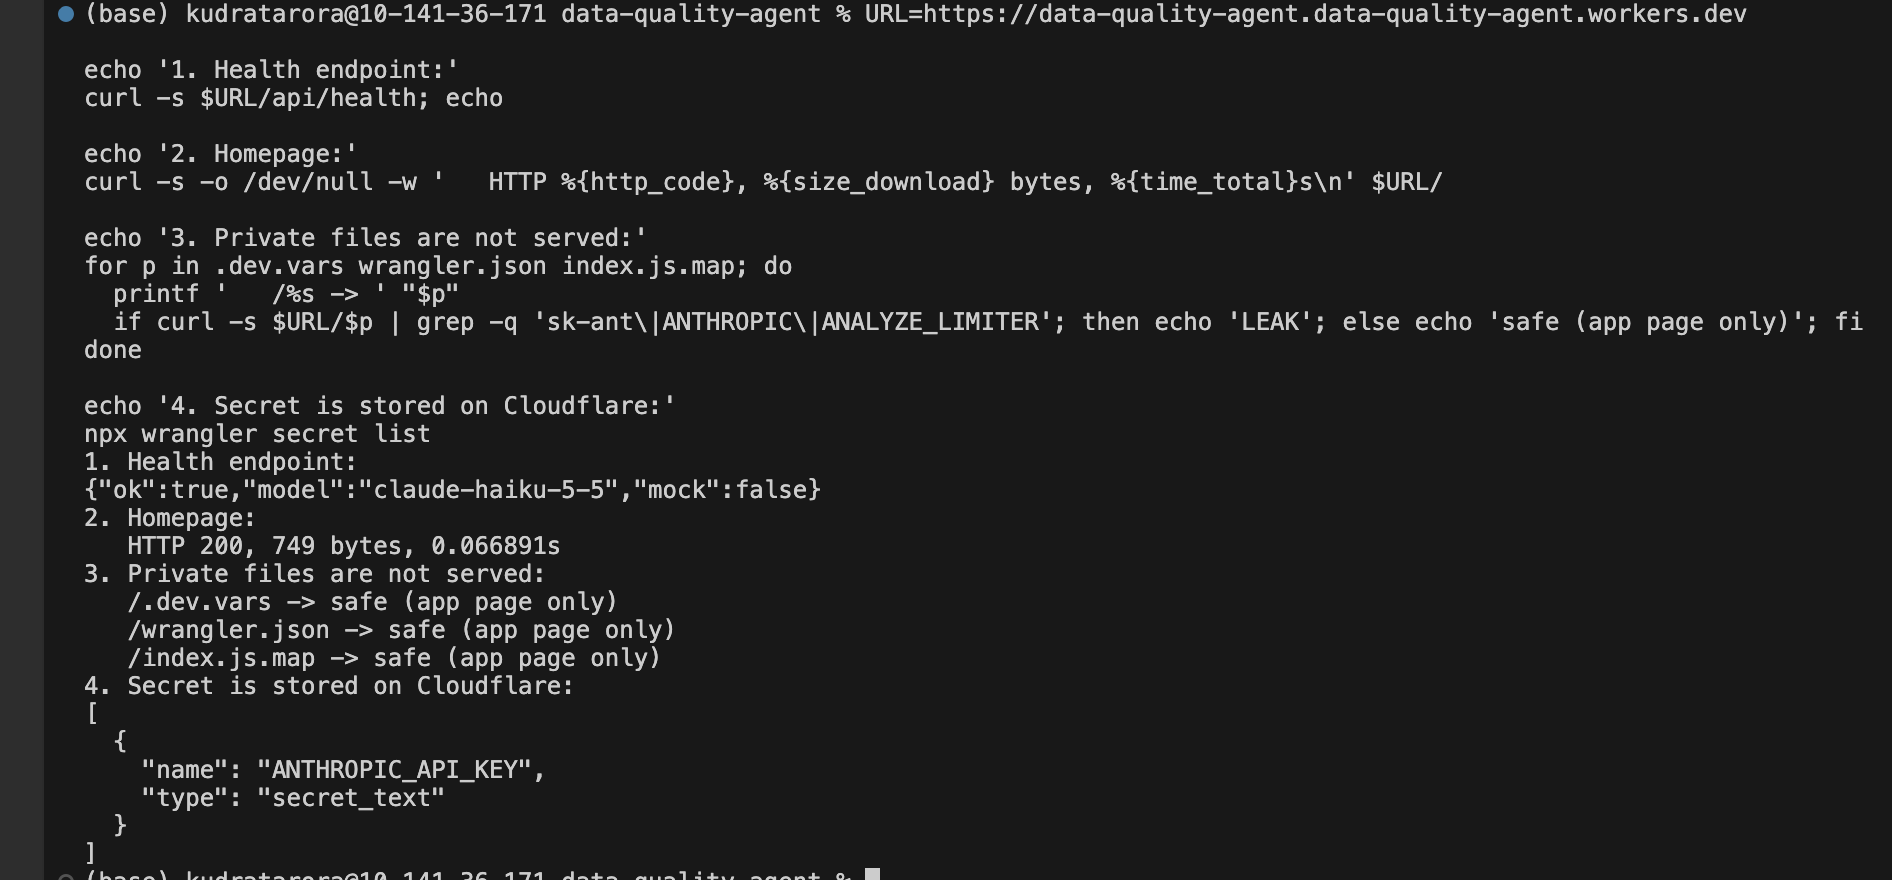 (base) kudratarora@10-141-36-171 data-quality-agent % URL=https://data-quality-agent.data-quality-agent.workers.dev
echo '1. Health endpoint:'
curl -s $URL/api/health; echo
echo '2. Homepage:'
curl -s -o /dev/null -w '   HTTP %{http_code}, %{size_download} bytes, %{time_total}s\n' $URL/
echo '3. Private files are not served:'
for p in .dev.vars wrangler.json index.js.map; do
  printf '   /%s -> ' "$p"
  if curl -s $URL/$p | grep -q 'sk-ant\|ANTHROPIC\|ANALYZE_LIMITER'; then echo 'LEAK'; else echo 'safe (app page only)'; fi
done
echo '4. Secret is stored on Cloudflare:'
npx wrangler secret list
1. Health endpoint:
{"ok":true,"model":"claude-haiku-5-5","mock":false}
2. Homepage:
   HTTP 200, 749 bytes, 0.066891s
3. Private files are not served:
   /.dev.vars -> safe (app page only)
   /wrangler.json -> safe (app page only)
   /index.js.map -> safe (app page only)
4. Secret is stored on Cloudflare:
[
  {
    "name": "ANTHROPIC_API_KEY",
    "type": "secret_text"
  }
]
(base) kudratarora@10-141-36-171 data-quality-agent %